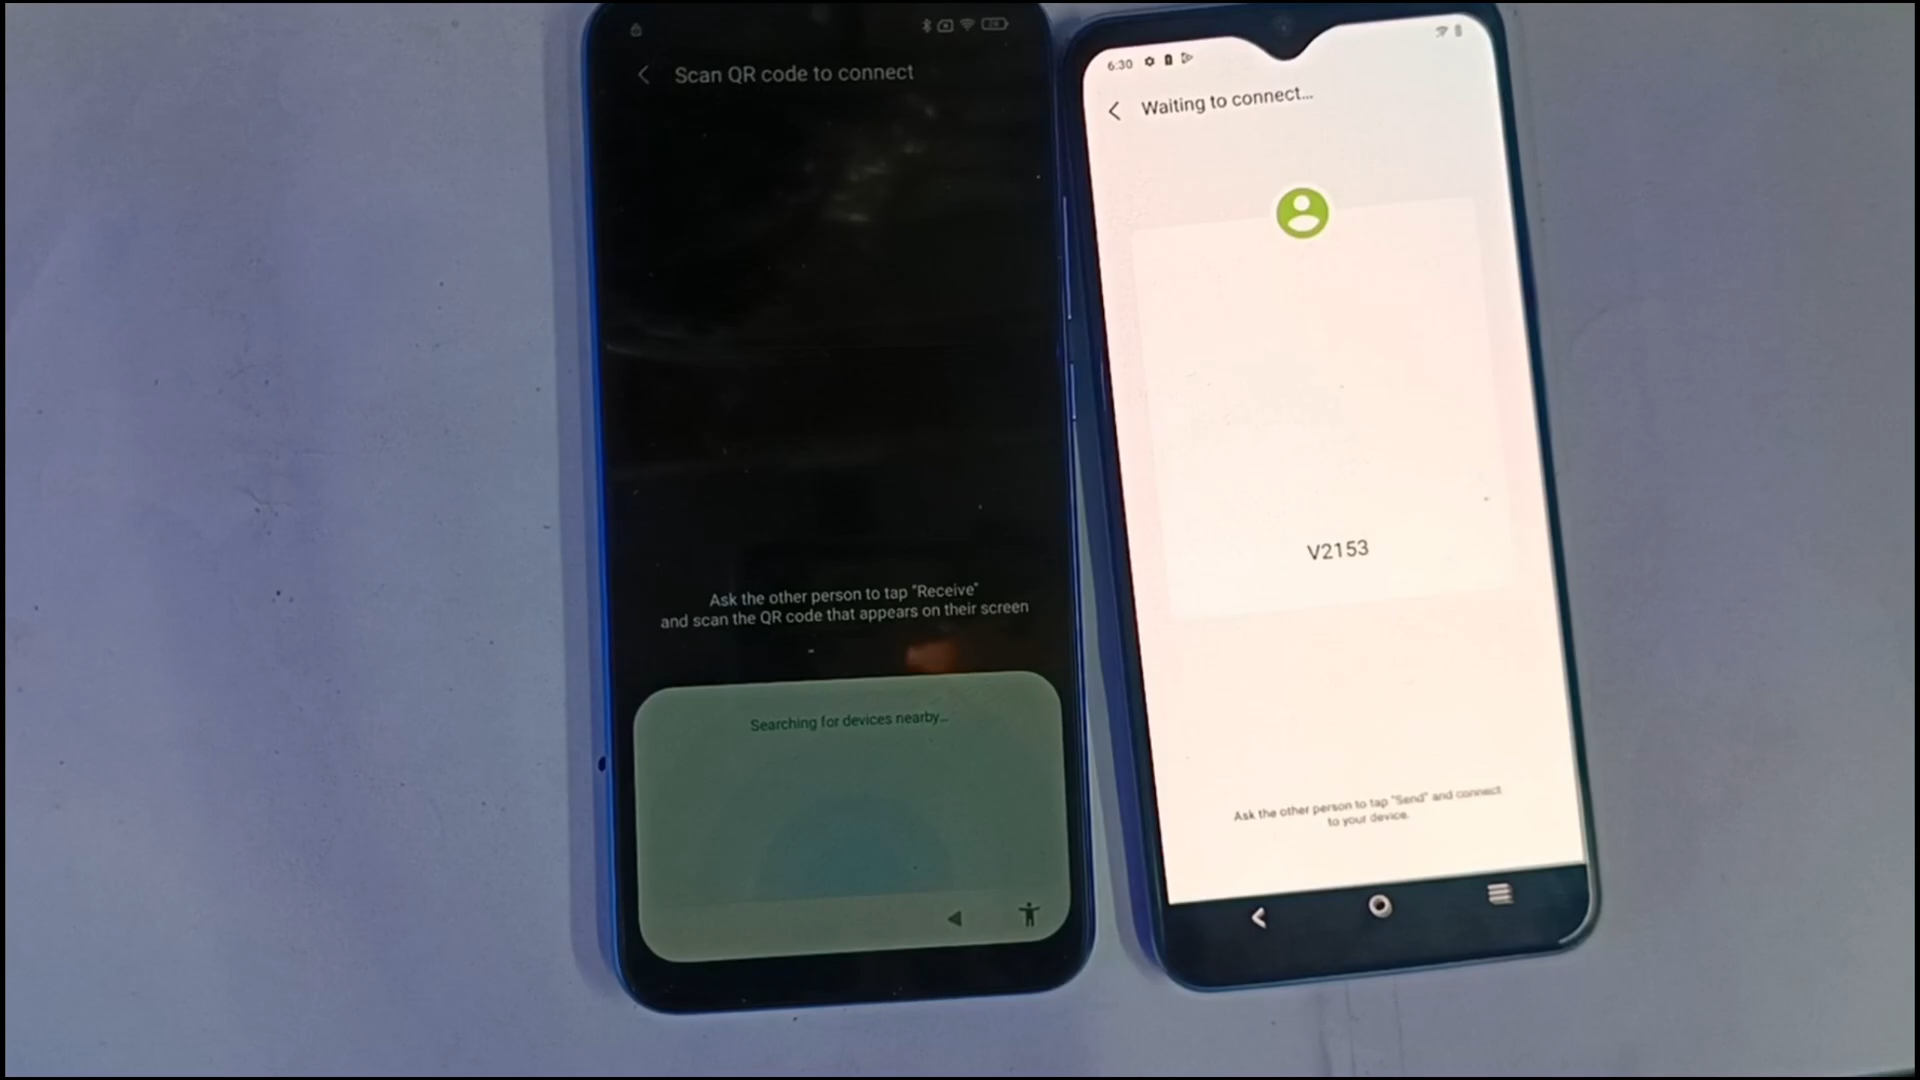 Scan QR code to connect
Ask the other person to tap "Receive"
and scan the QR code that appears on their screen
Searching for devices nearby...
6:30
Waiting to connect...
V2153
Ask the other person to tap "Send" and connect
to your device.